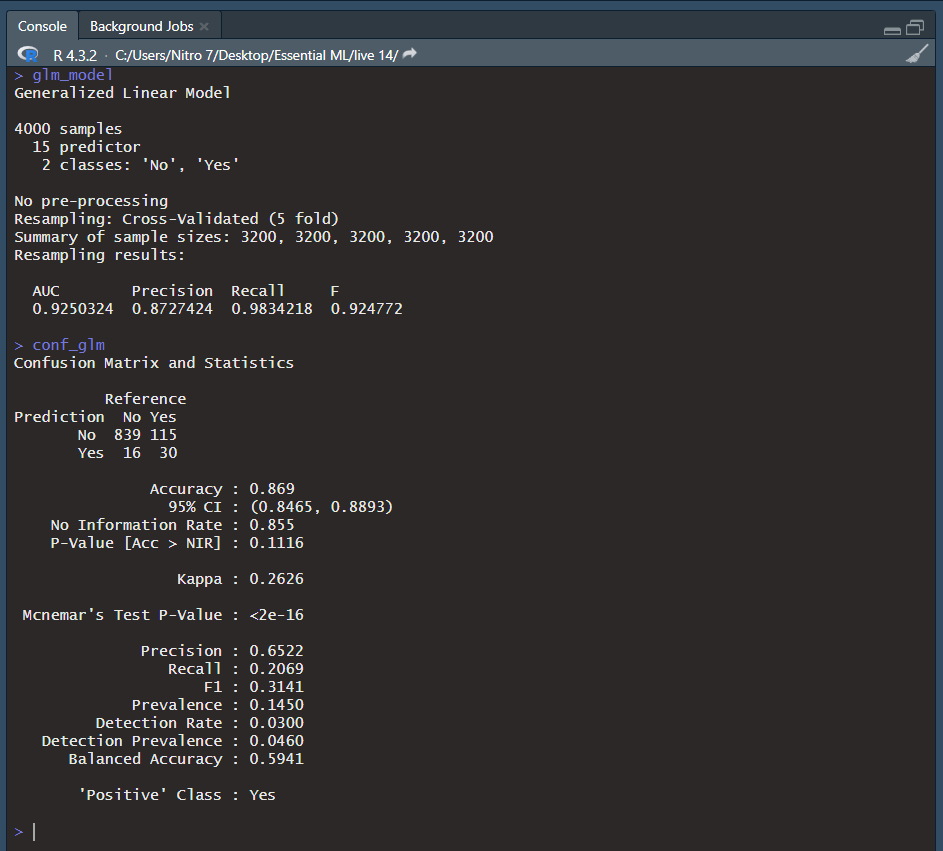 Console Background Jobs
R 4.3.2 · C:/Users/Nitro 7/Desktop/Essential ML/live 14/
> glm_model
Generalized Linear Model
4000 samples
15 predictor
2 classes: 'No', 'Yes'
No pre-processing
Resampling: Cross-Validated (5 fold)
Summary of sample sizes: 3200, 3200, 3200, 3200, 3200
Resampling results:
AUC Precision Recall F
0.9250324 0.8727424 0.9834218 0.924772
> conf_glm
Confusion Matrix and Statistics
Reference
Prediction No Yes
No 839 115
Yes 16 30
Accuracy : 0.869
95% CI : (0.8465, 0.8893)
No Information Rate : 0.855
P-Value [Acc > NIR] : 0.1116
Kappa : 0.2626
Mcnemar's Test P-Value : <2e-16
Precision : 0.6522
Recall : 0.2069
F1 : 0.3141
Prevalence : 0.1450
Detection Rate : 0.0300
Detection Prevalence : 0.0460
Balanced Accuracy : 0.5941
'Positive' Class : Yes
>